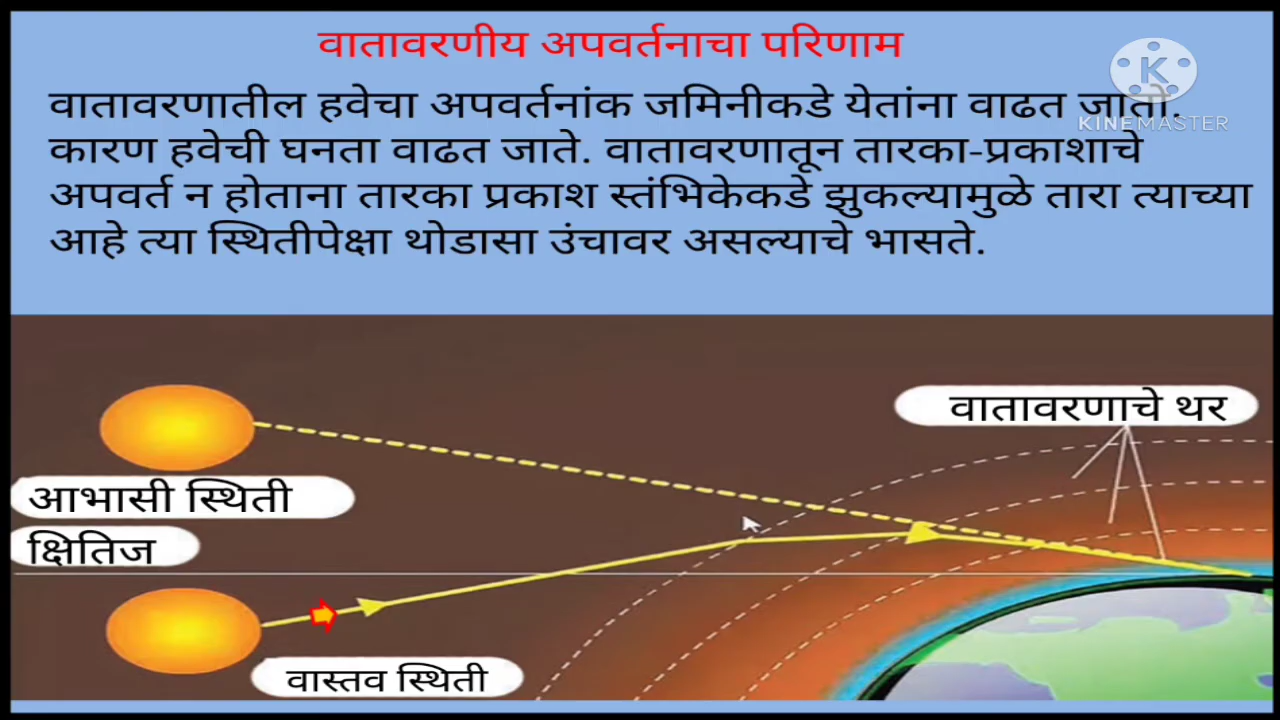 वातावरणीय अपवर्तनाचा परिणाम
K
KINEMASTER
वातावरणातील हवेचा अपवर्तनांक जमिनीकडे येतांना वाढत जातो.
कारण हवेची घनता वाढत जाते. वातावरणातून तारका-प्रकाशाचे
अपवर्त न होताना तारका प्रकाश स्तंभिकेकडे झुकल्यामुळे तारा त्याच्या
आहे त्या स्थितीपेक्षा थोडासा उंचावर असल्याचे भासते.
वातावरणाचे थर
आभासी स्थिती
क्षितिज
वास्तव स्थिती